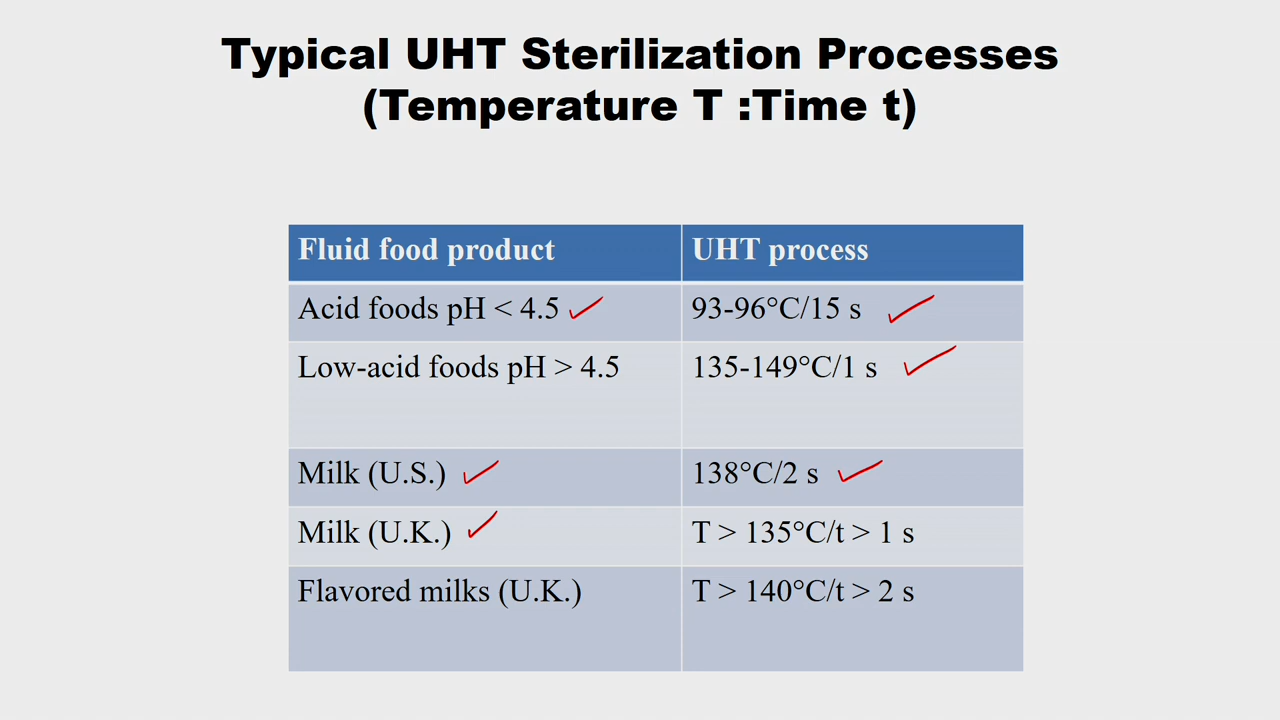 Typical UHT Sterilization Processes
(Temperature T :Time t)
Fluid food product UHT process
Acid foods pH < 4.5 93-96°C/15 s
Low-acid foods pH > 4.5 135-149°C/1 s
Milk (U.S.) 138°C/2 s
Milk (U.K.) T > 135°C/t > 1 s
Flavored milks (U.K.) T > 140°C/t > 2 s